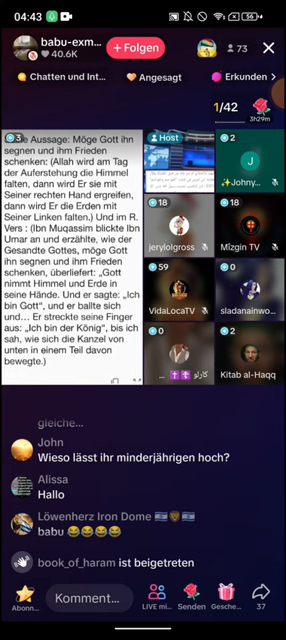 04:43
56
babu-exm...
40.6K
+ Folgen
73
Chatten und Int...
Angesagt
Erkunden >
1/42
3h29m
3
e Aussage: Möge Gott ihn
segnen und ihm Frieden
schenken: (Allah wird am Tag
der Auferstehung die Himmel
falten, dann wird Er sie mit
Seiner rechten Hand ergreifen,
dann wird Er die Erden mit
Seiner Linken falten.) Und im R.
Vers : (Ibn Muqassim blickte Ibn
Umar an und erzählte, wie der
Gesandte Gottes, möge Gott
ihn segnen und ihm Frieden
schenken, überliefert: „Gott
nimmt Himmel und Erde in
seine Hände. Und er sagte: „Ich
bin Gott“, und er ballte sich
und… Er streckte seine Finger
aus: „Ich bin der König“, bis ich
sah, wie sich die Kanzel von
unten in einem Teil davon
bewegte.)
Host
2
J
Johny...
18
jerylolgross
18
Mîzgin TV
59
VidaLocaTV
0
sladanainwo...
0
... کارلو
2
Kitab al-Haqq
gleiche...
John
Wieso lässt ihr minderjährigen hoch?
Alissa
Hallo
Löwenherz Iron Dome
babu
book_of_haram ist beigetreten
Abonn...
Komment...
LIVE mi...
Senden
Gesche...
37